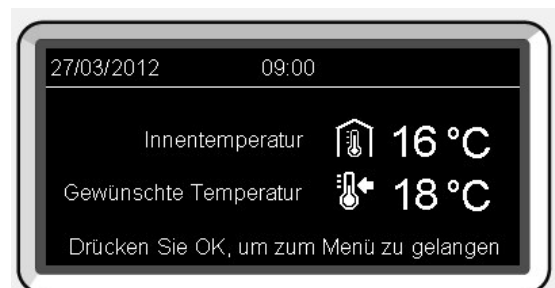 27/03/2012 09:00
Innentemperatur 16 °C
Gewünschte Temperatur 18 °C
Drücken Sie OK, um zum Menü zu gelangen